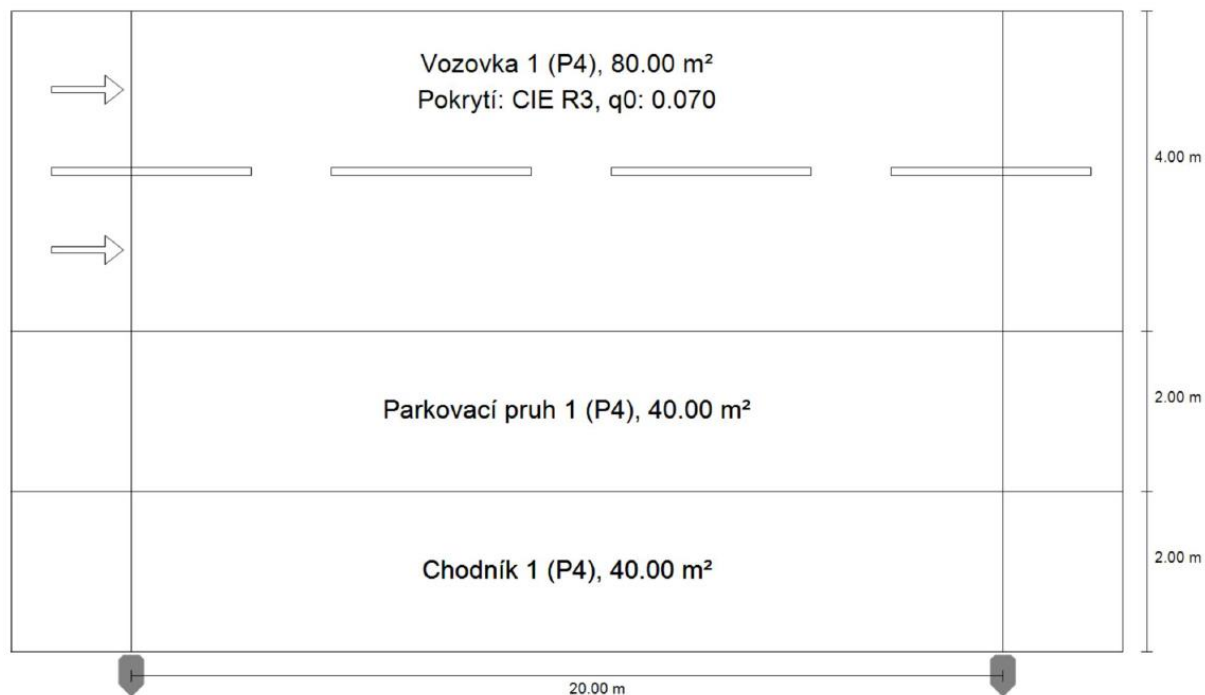 Vozovka 1 (P4), 80.00 m²
Pokrytí: CIE R3, q0: 0.070
4.00 m
Parkovací pruh 1 (P4), 40.00 m²
2.00 m
Chodník 1 (P4), 40.00 m²
2.00 m
20.00 m